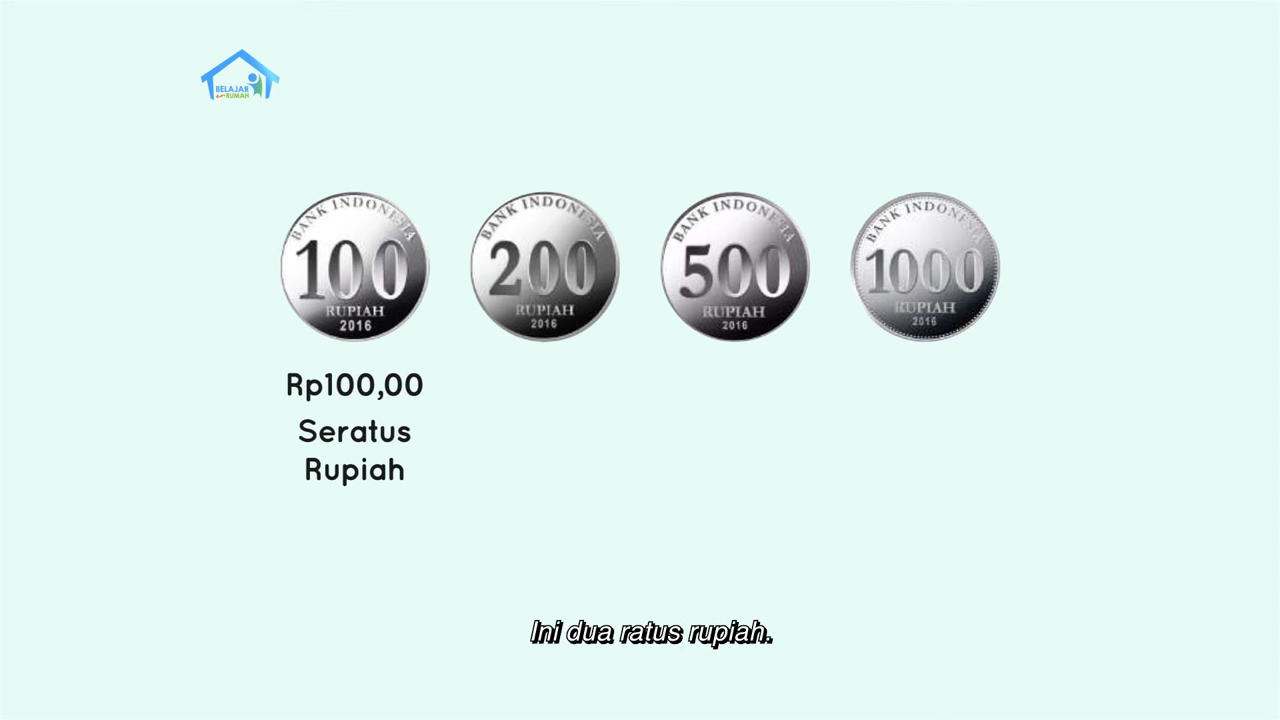 BELAJAR
dari RUMAH
BANK INDONESIA
100
RUPIAH
2016
BANK INDONESIA
200
RUPIAH
2016
BANK INDONESIA
500
RUPIAH
2016
BANK INDONESIA
1000
RUPIAH
2016
Rp100,00
Seratus
Rupiah
Ini dua ratus rupiah.